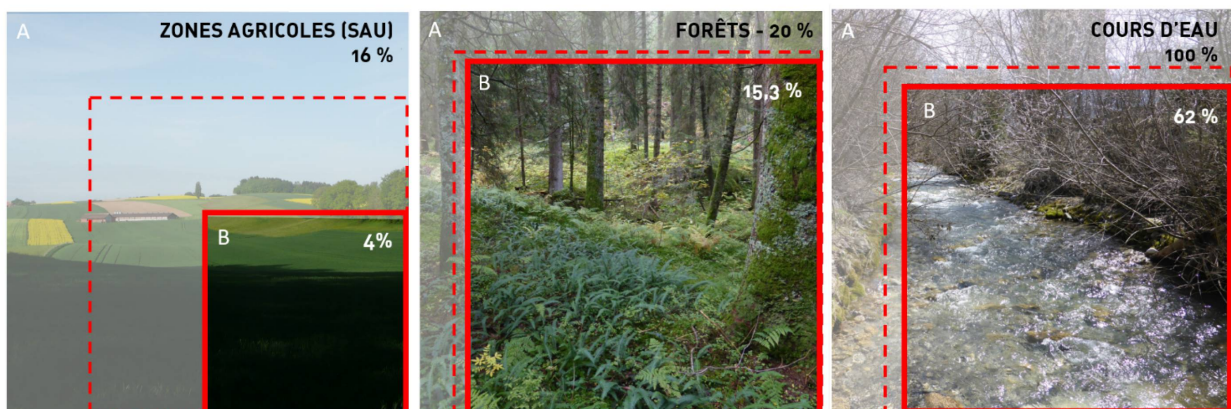 A
ZONES AGRICOLES (SAU)
16 %
B
4%
A
FORÊTS - 20 %
B
15,3 %
A
COURS D'EAU
100 %
B
62 %